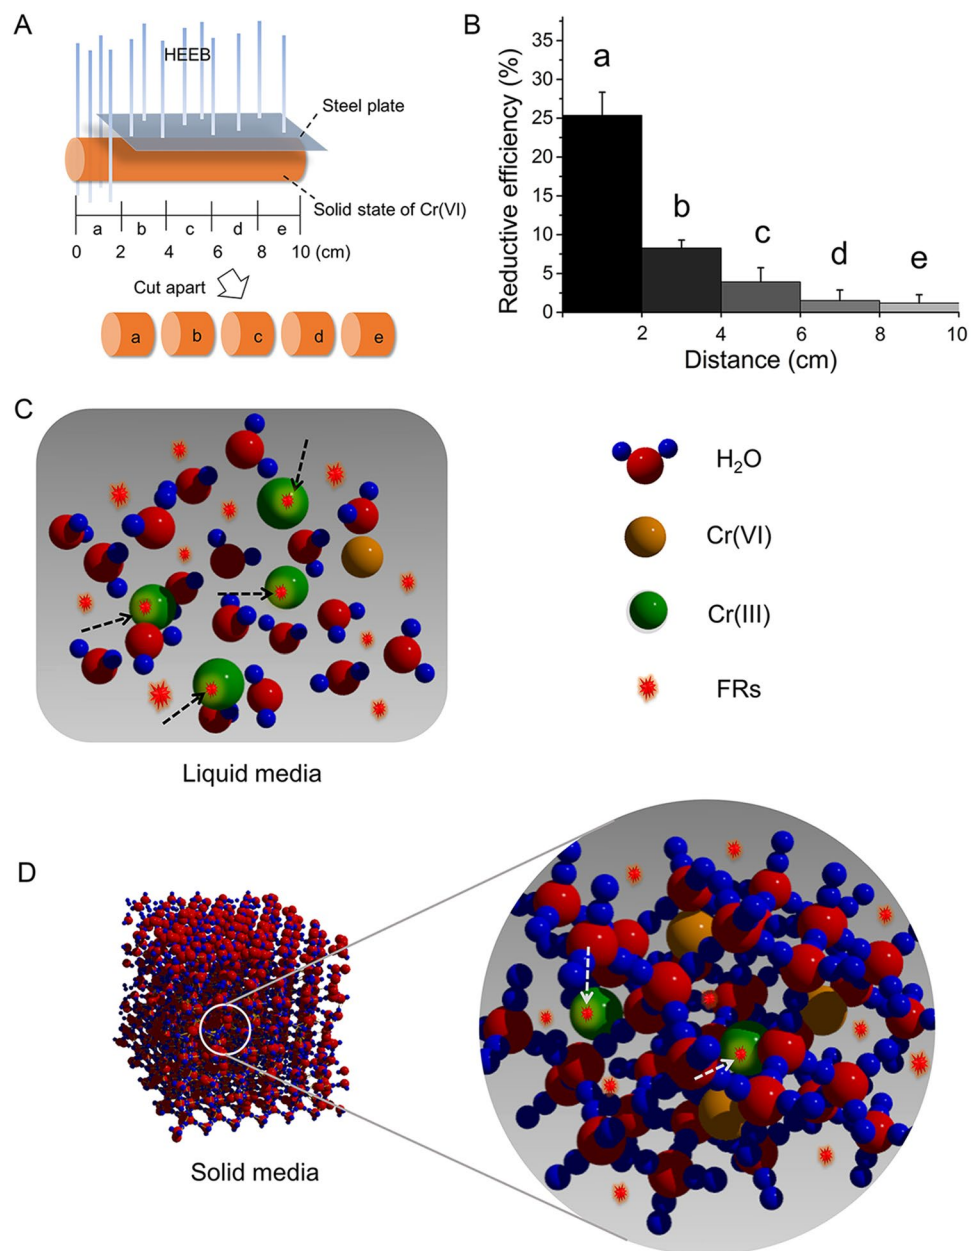 A
HEEB
Steel plate
Solid state of Cr(VI)
a b c d e
0 2 4 6 8 10 (cm)
Cut apart
a b c d e
B
Reductive efficiency (%)
35
30
25
20
15
10
5
0
a
b
c
d
e
2 4 6 8 10
Distance (cm)
C
Liquid media
H₂O
Cr(VI)
Cr(III)
FRs
D
Solid media